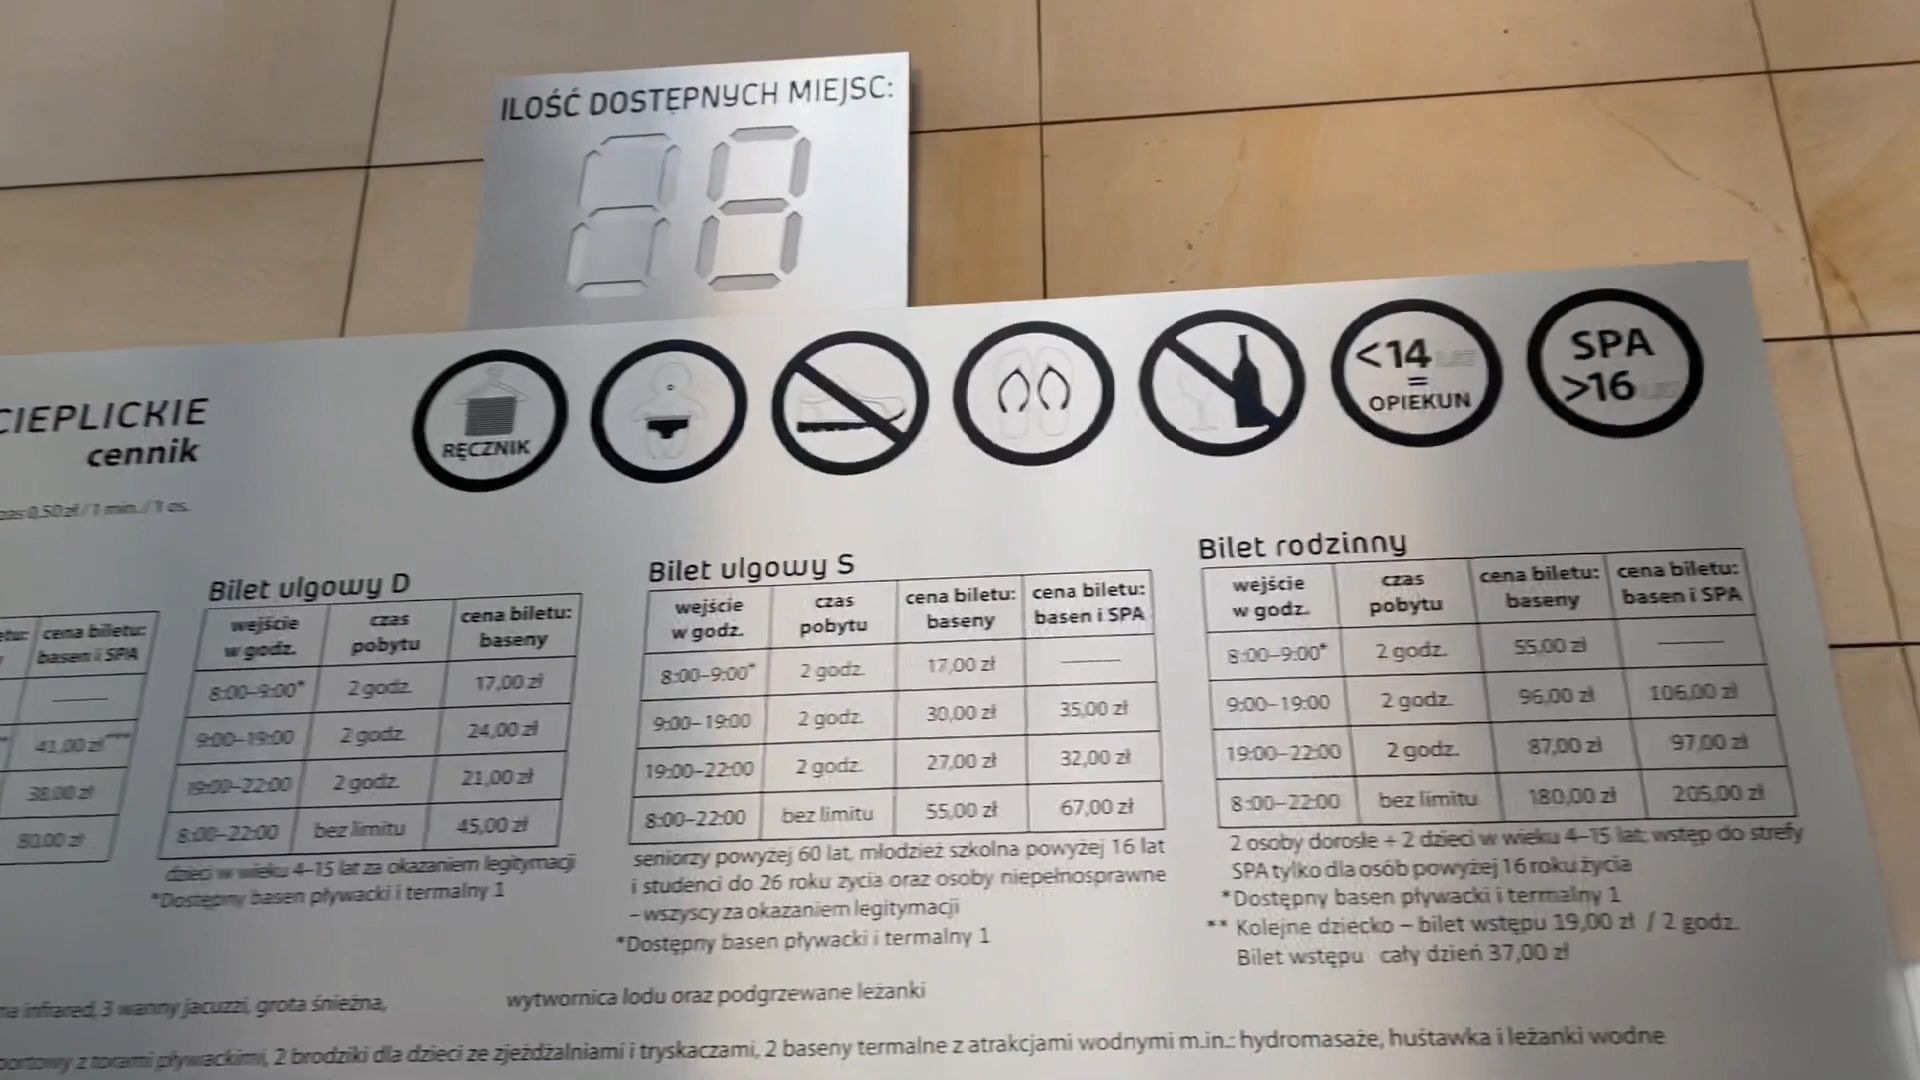 ILOŚĆ DOSTĘPNYCH MIEJSC:
RĘCZNIK
<14
=
OPIEKUN
SPA
>16
CIEPLICKIE
cennik
0,50 zł / 1 min. / 1 os.
cena biletu:
basen i SPA
41,00 zł
38,00 zł
80,00 zł
Bilet ulgowy D
wejście w godz. czas pobytu cena biletu: baseny
8:00–9:00* 2 godz. 17,00 zł
9:00–19:00 2 godz. 24,00 zł
19:00–22:00 2 godz. 21,00 zł
8:00–22:00 bez limitu 45,00 zł
dzieci w wieku 4–15 lat za okazaniem legitymacji
*Dostępny basen pływacki i termalny 1
Bilet ulgowy S
wejście w godz. czas pobytu cena biletu: baseny cena biletu: basen i SPA
8:00–9:00* 2 godz. 17,00 zł ———
9:00–19:00 2 godz. 30,00 zł 35,00 zł
19:00–22:00 2 godz. 27,00 zł 32,00 zł
8:00–22:00 bez limitu 55,00 zł 67,00 zł
seniorzy powyżej 60 lat, młodzież szkolna powyżej 16 lat
i studenci do 26 roku życia oraz osoby niepełnosprawne
– wszyscy za okazaniem legitymacji
*Dostępny basen pływacki i termalny 1
Bilet rodzinny
wejście w godz. czas pobytu cena biletu: baseny cena biletu: basen i SPA
8:00–9:00* 2 godz. 55,00 zł ———
9:00–19:00 2 godz. 96,00 zł 106,00 zł
19:00–22:00 2 godz. 87,00 zł 97,00 zł
8:00–22:00 bez limitu 180,00 zł 205,00 zł
2 osoby dorosłe + 2 dzieci w wieku 4–15 lat; wstęp do strefy
SPA tylko dla osób powyżej 16 roku życia
*Dostępny basen pływacki i termalny 1
** Kolejne dziecko – bilet wstępu 19,00 zł / 2 godz.
Bilet wstępu cały dzień 37,00 zł
infrared, 3 wanny jacuzzi, grota śnieżna, wytwornica lodu oraz podgrzewane leżanki
z torami pływackimi, 2 brodziki dla dzieci ze zjeżdżalniami i tryskaczami, 2 baseny termalne z atrakcjami wodnymi m.in.: hydromasaże, huśtawka i leżanki wodne